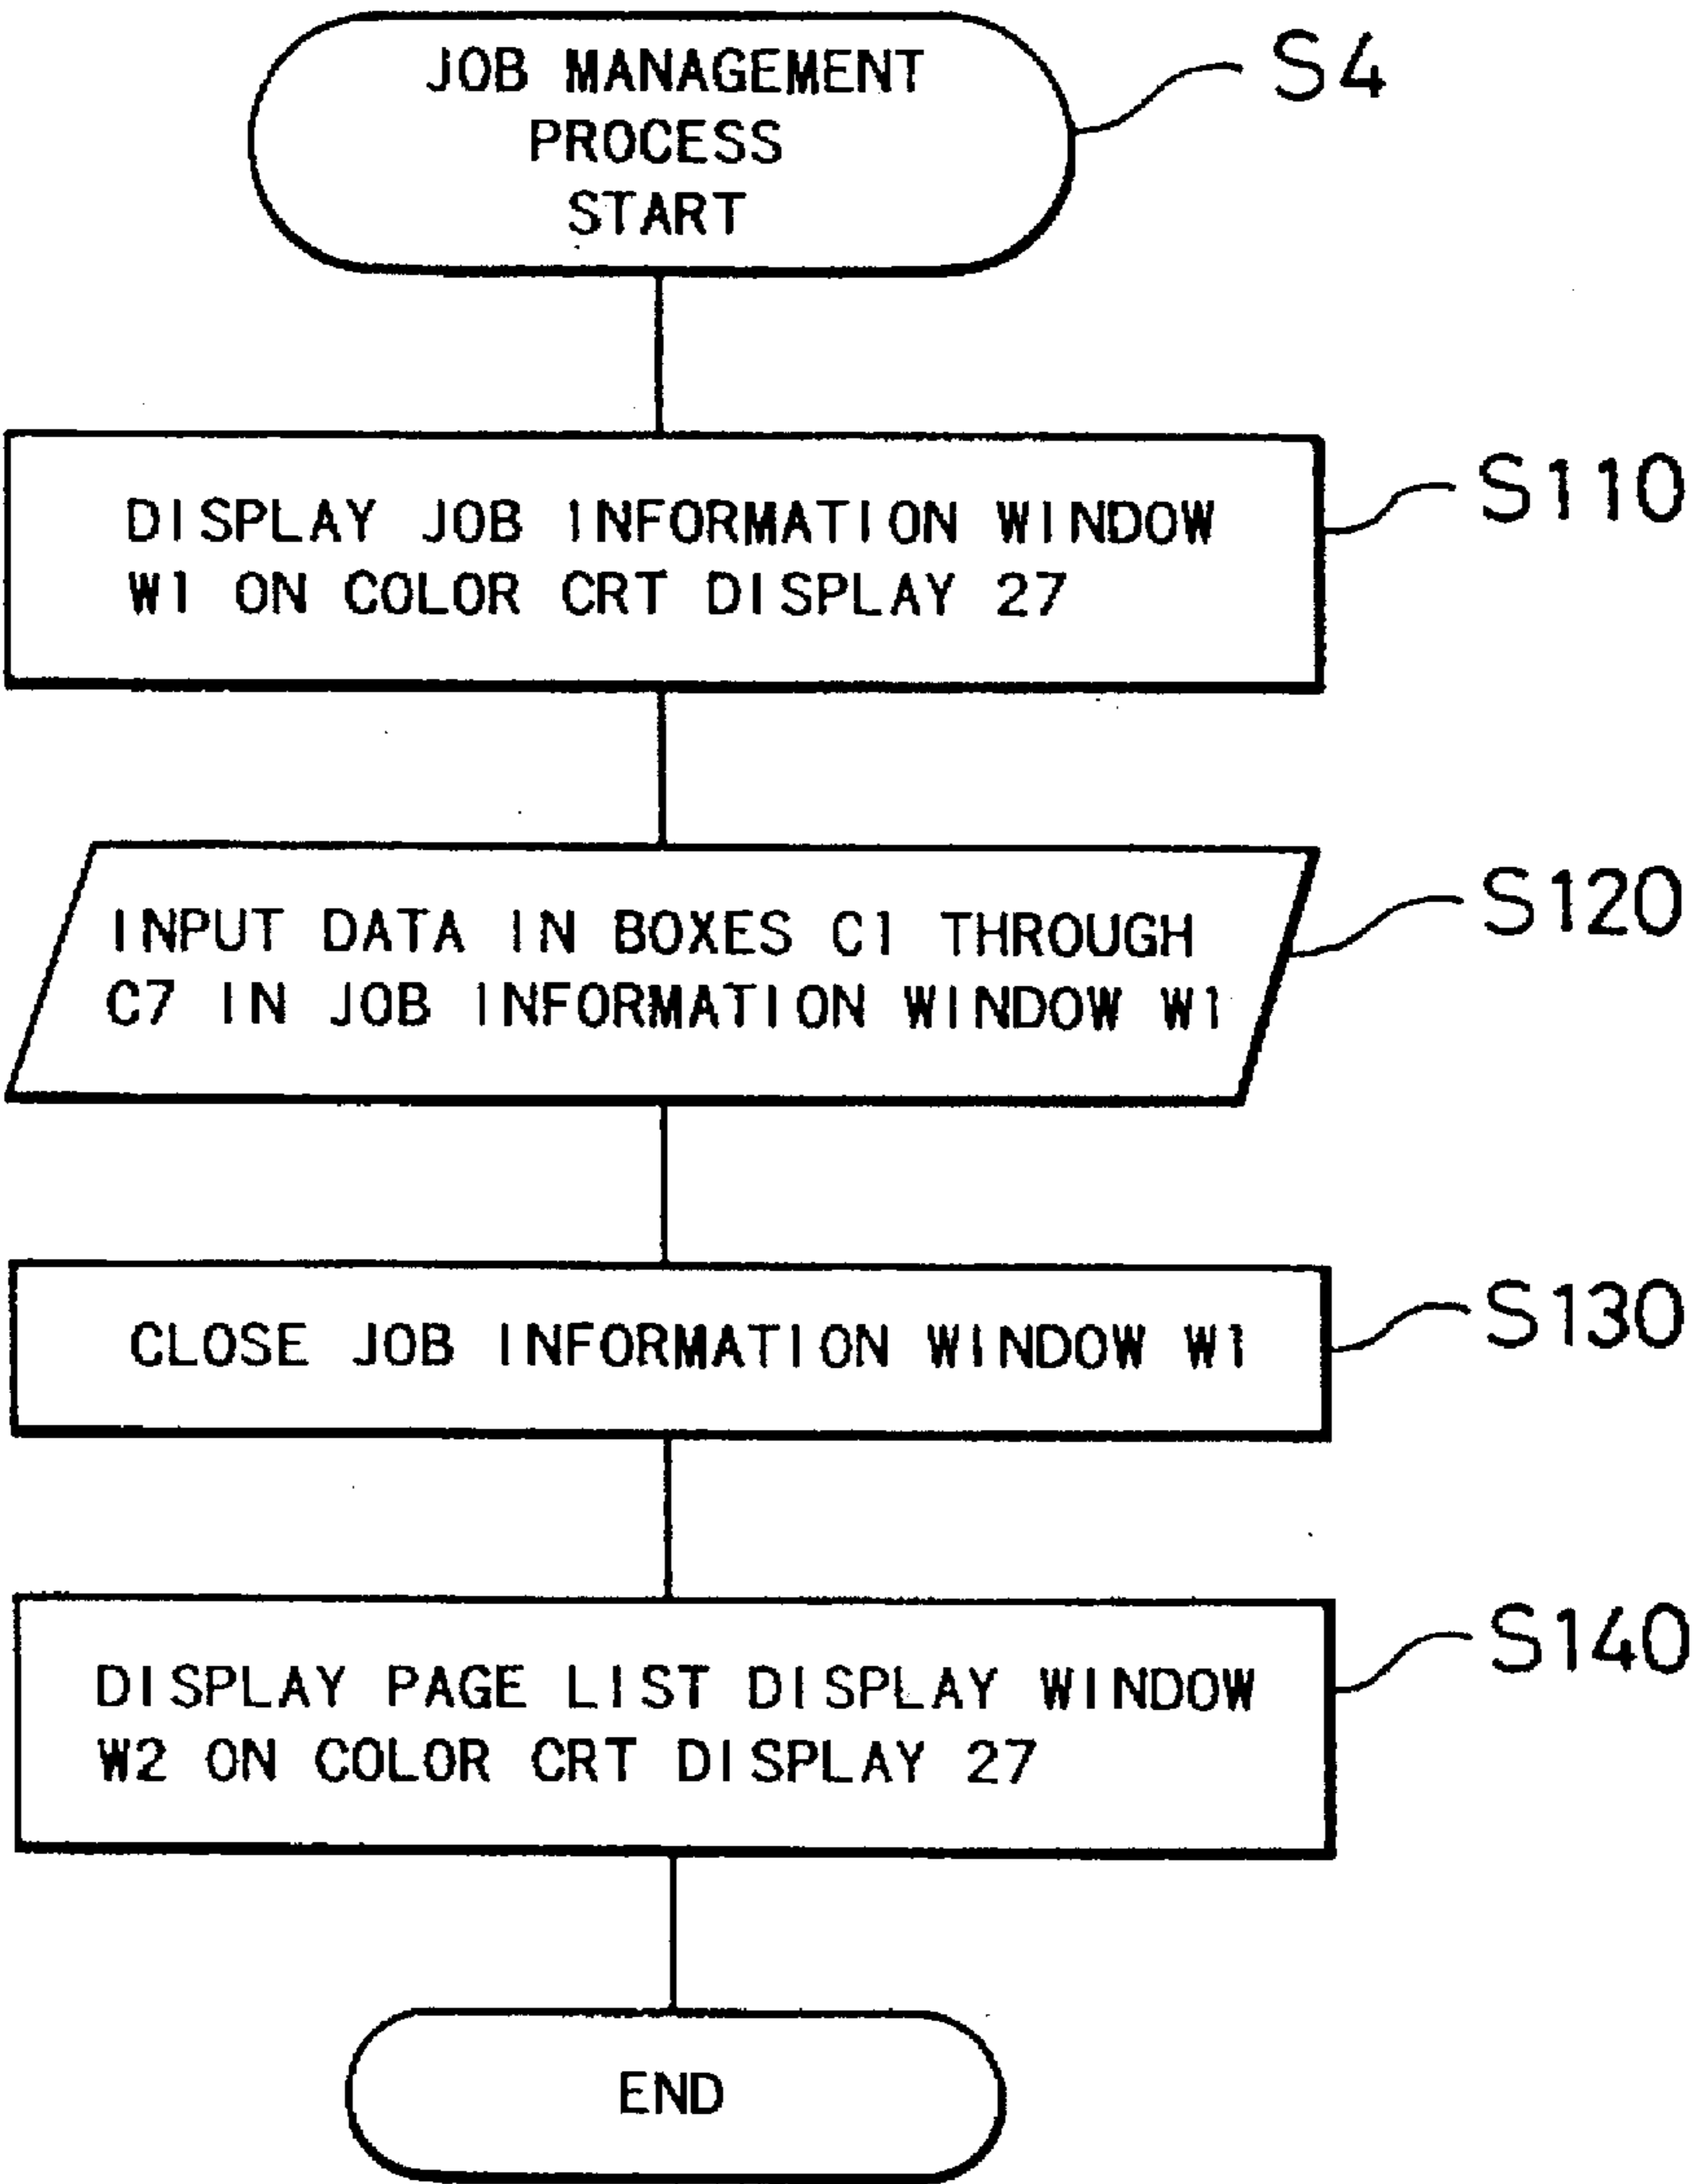 JOB MANAGEMENT
PROCESS
START
S4
DISPLAY JOB INFORMATION WINDOW
W1 ON COLOR CRT DISPLAY 27
S110
INPUT DATA IN BOXES C1 THROUGH
C7 IN JOB INFORMATION WINDOW W1
S120
CLOSE JOB INFORMATION WINDOW W1
S130
DISPLAY PAGE LIST DISPLAY WINDOW
W2 ON COLOR CRT DISPLAY 27
S140
END